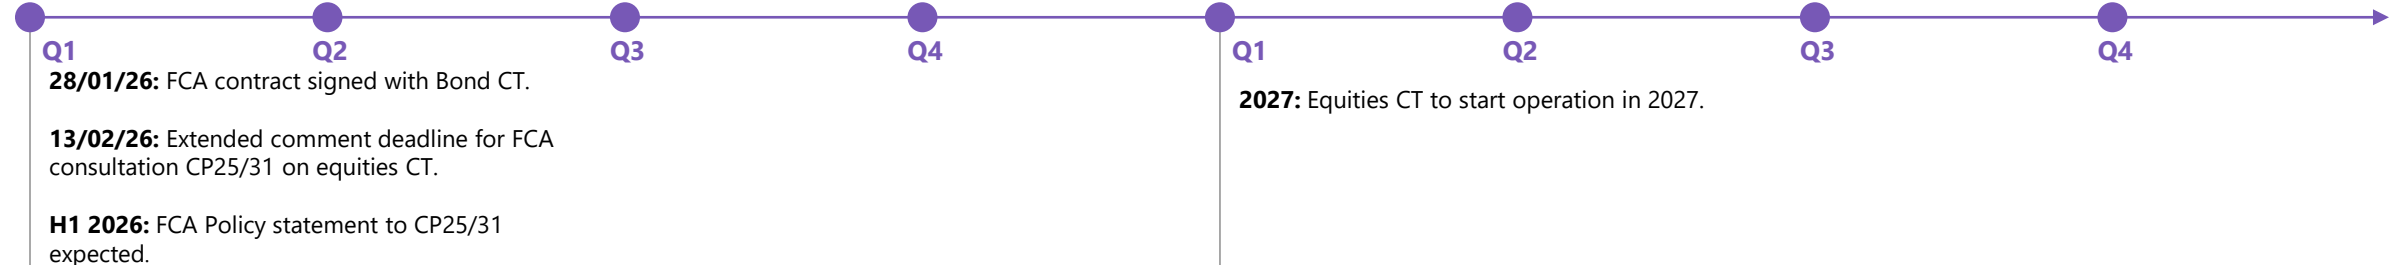 Q1 Q2 Q3 Q4 Q1 Q2 Q3 Q4
28/01/26: FCA contract signed with Bond CT.
13/02/26: Extended comment deadline for FCA
consultation CP25/31 on equities CT.
H1 2026: FCA Policy statement to CP25/31
expected.
2027: Equities CT to start operation in 2027.